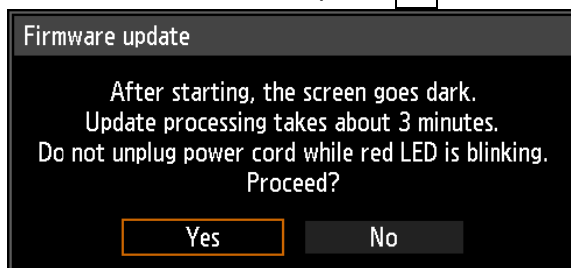 Firmware update
After starting, the screen goes dark.
Update processing takes about 3 minutes.
Do not unplug power cord while red LED is blinking.
Proceed?
Yes No